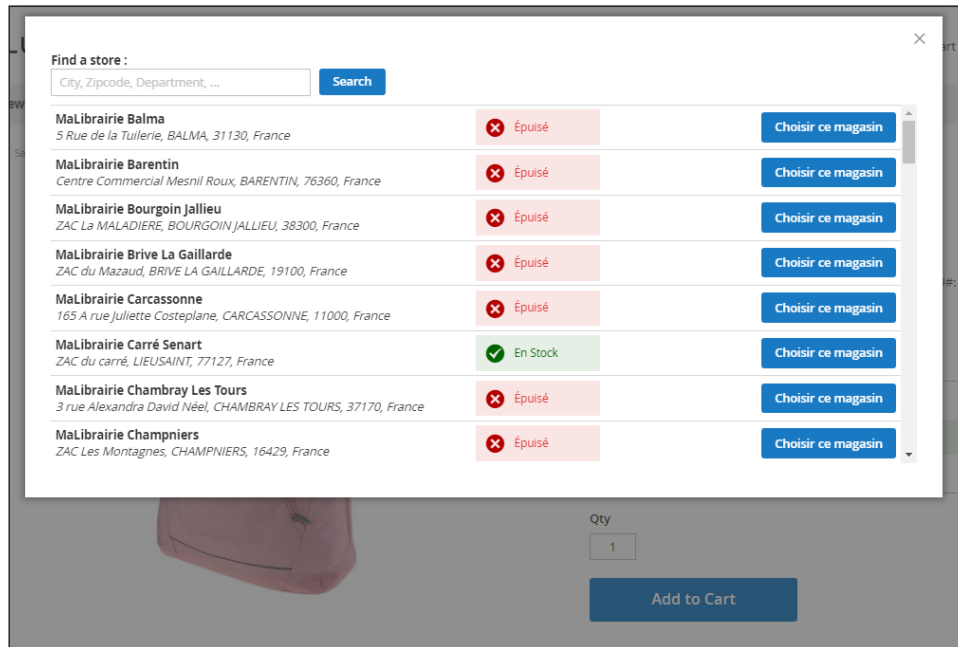 Find a store :
City, Zipcode, Department, ...
Search
MaLibrairie Balma
5 Rue de la Tuilerie, BALMA, 31130, France
Épuisé
Choisir ce magasin
MaLibrairie Barentin
Centre Commercial Mesnil Roux, BARENTIN, 76360, France
Épuisé
Choisir ce magasin
MaLibrairie Bourgoin Jallieu
ZAC La MALADIERE, BOURGOIN JALLIEU, 38300, France
Épuisé
Choisir ce magasin
MaLibrairie Brive La Gaillarde
ZAC du Mazaud, BRIVE LA GAILLARDE, 19100, France
Épuisé
Choisir ce magasin
MaLibrairie Carcassonne
165 A rue Juliette Costeplane, CARCASSONNE, 11000, France
Épuisé
Choisir ce magasin
MaLibrairie Carré Senart
ZAC du carré, LIEUSAINT, 77127, France
En Stock
Choisir ce magasin
MaLibrairie Chambray Les Tours
3 rue Alexandra David Néel, CHAMBRAY LES TOURS, 37170, France
Épuisé
Choisir ce magasin
MaLibrairie Champniers
ZAC Les Montagnes, CHAMPNIERS, 16429, France
Épuisé
Choisir ce magasin
Qty
1
Add to Cart